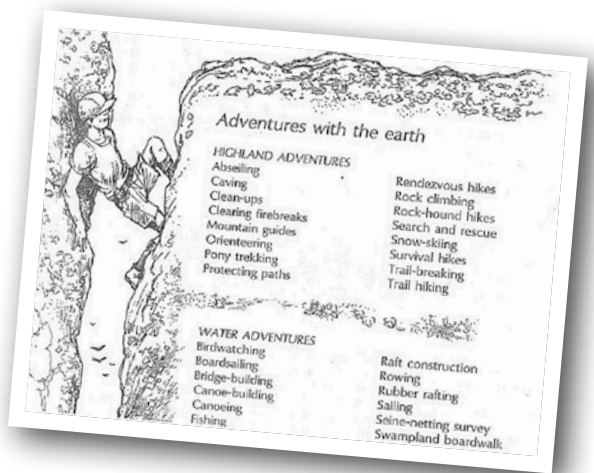 Adventures with the earth
HIGHLAND ADVENTURES
Abseiling
Caving
Clean-ups
Clearing firebreaks
Mountain guides
Orienteering
Pony trekking
Protecting paths
Rendezvous hikes
Rock climbing
Rock-hound hikes
Search and rescue
Snow-skiing
Survival hikes
Trail-breaking
Trail hiking
WATER ADVENTURES
Birdwatching
Boardsailing
Bridge-building
Canoe-building
Canoeing
Fishing
Raft construction
Rowing
Rubber rafting
Sailing
Seine-netting survey
Swampland boardwalk